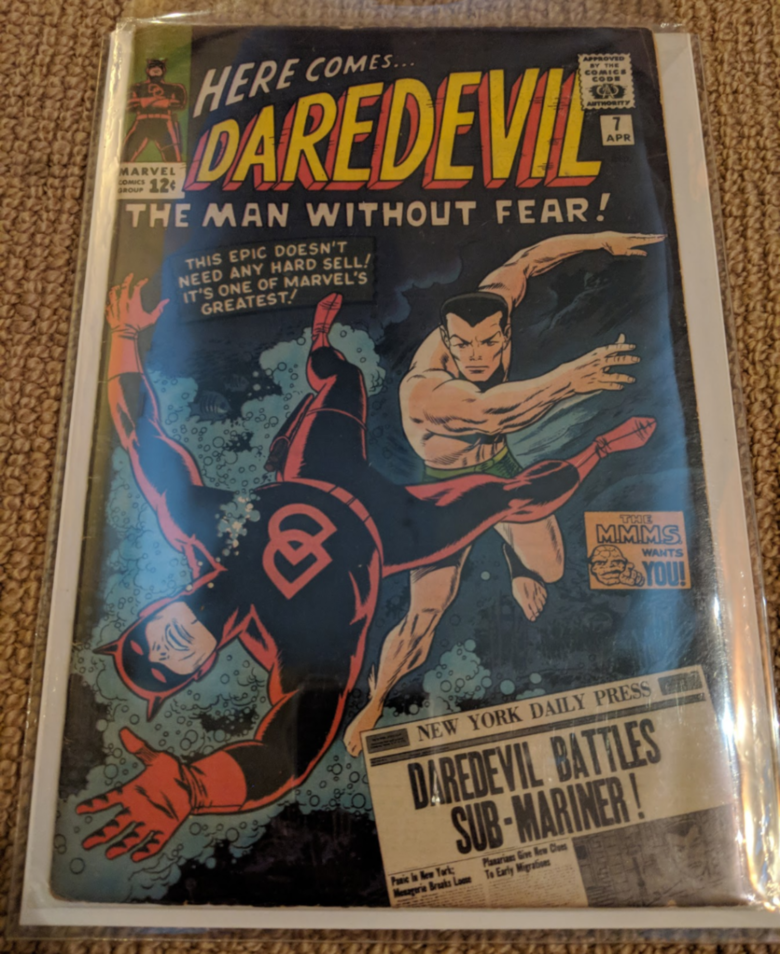 HERE COMES...
DAREDEVIL
APPROVED
BY THE
COMICS
CODE
AUTHORITY
7
APR
MARVEL
COMICS
GROUP 12¢
THE MAN WITHOUT FEAR!
THIS EPIC DOESN'T
NEED ANY HARD SELL!
IT'S ONE OF MARVEL'S
GREATEST!
DD
THE
M.M.M.S.
WANTS
YOU!
NEW YORK DAILY PRESS
DAREDEVIL BATTLES
SUB-MARINER!
Panic In New York;
Menagerie Breaks Loose
Planarians Give New Clues
To Early Migrations